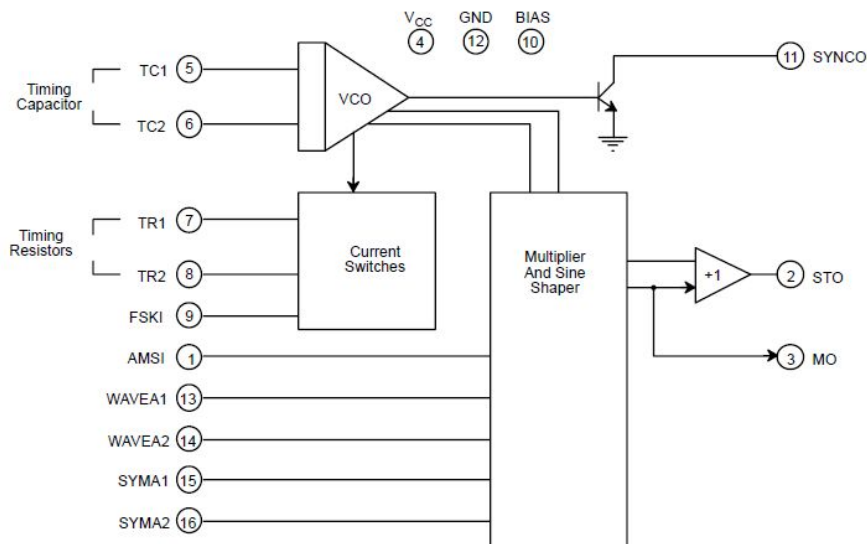 VCC GND BIAS
4 12 10
Timing
Capacitor
TC1 5
TC2 6
VCO
11 SYNCO
Timing
Resistors
TR1 7
TR2 8
FSKI 9
Current
Switches
Multiplier
And Sine
Shaper
+1
2 STO
3 MO
AMSI 1
WAVEA1 13
WAVEA2 14
SYMA1 15
SYMA2 16